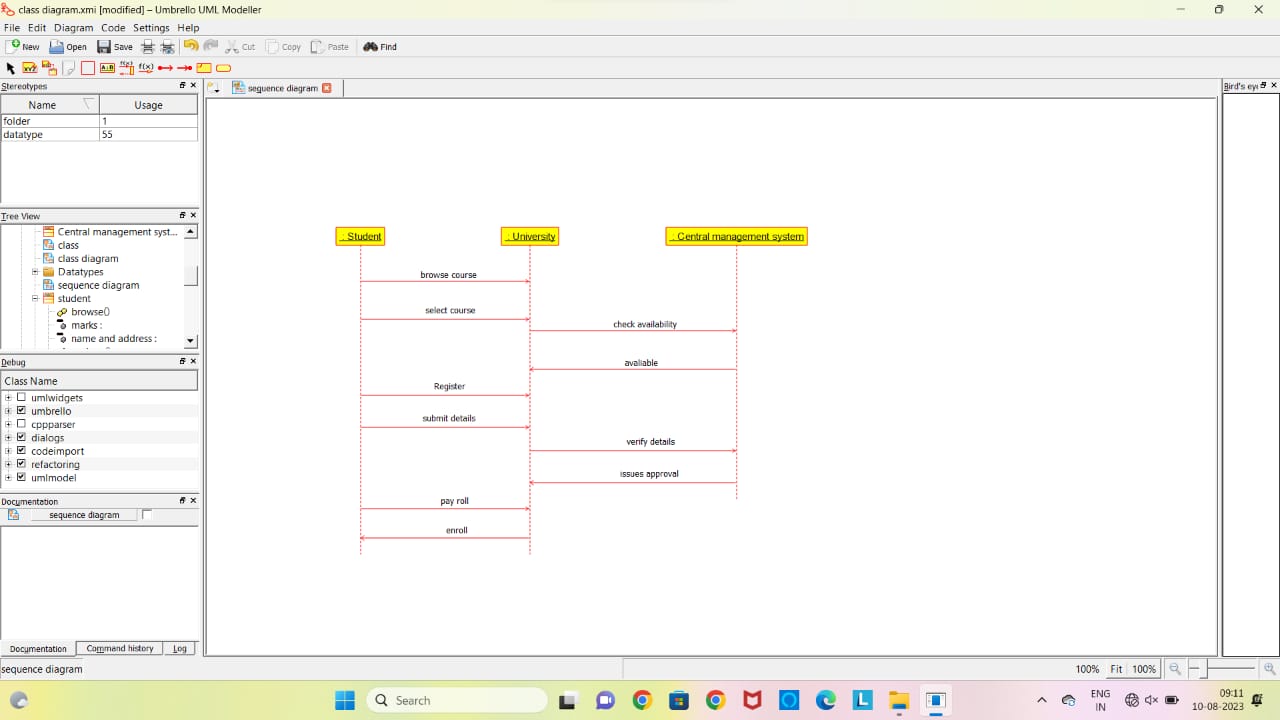 class diagram.xmi [modified] – Umbrello UML Modeller
File Edit Diagram Code Settings Help
New Open Save Cut Copy Paste Find
Stereotypes
Name Usage
folder 1
datatype 55
Tree View
Central management syst...
class
class diagram
Datatypes
sequence diagram
student
browse()
marks :
name and address :
Debug
Class Name
umlwidgets
umbrello
cppparser
dialogs
codeimport
refactoring
umlmodel
Documentation
sequence diagram
Documentation Command history Log
sequence diagram
sequence diagram
: Student : University : Central management system
browse course
select course
check availability
avaliable
Register
submit details
verify details
issues approval
pay roll
enroll
Bird's eye
100% Fit 100%
Search
ENG
IN
09:11
10-08-2023